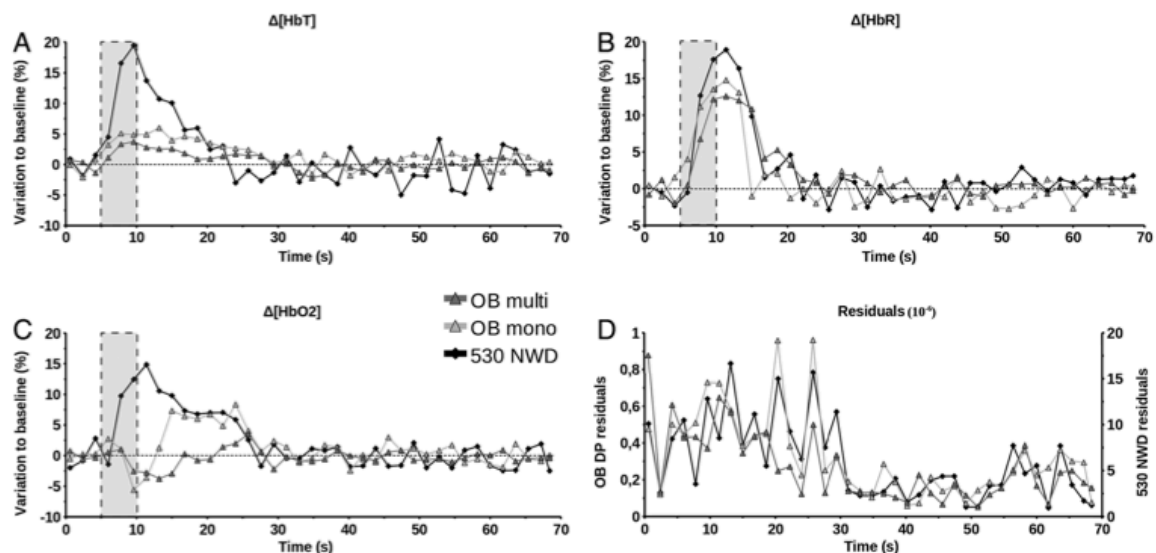 A
Δ[HbT]
Variation to baseline (%)
20
15
10
5
0
-5
-10
0 10 20 30 40 50 60 70
Time (s)
B
Δ[HbR]
Variation to baseline (%)
20
15
10
5
0
-5
0 10 20 30 40 50 60 70
Time (s)
C
Δ[HbO2]
Variation to baseline (%)
20
15
10
5
0
-5
-10
0 10 20 30 40 50 60 70
Time (s)
OB multi
OB mono
530 NWD
D
Residuals (10⁻⁶)
OB DP residuals
1
0,8
0,6
0,4
0,2
0
0 10 20 30 40 50 60 70
Time (s)
20
15
10
5
0
530 NWD residuals